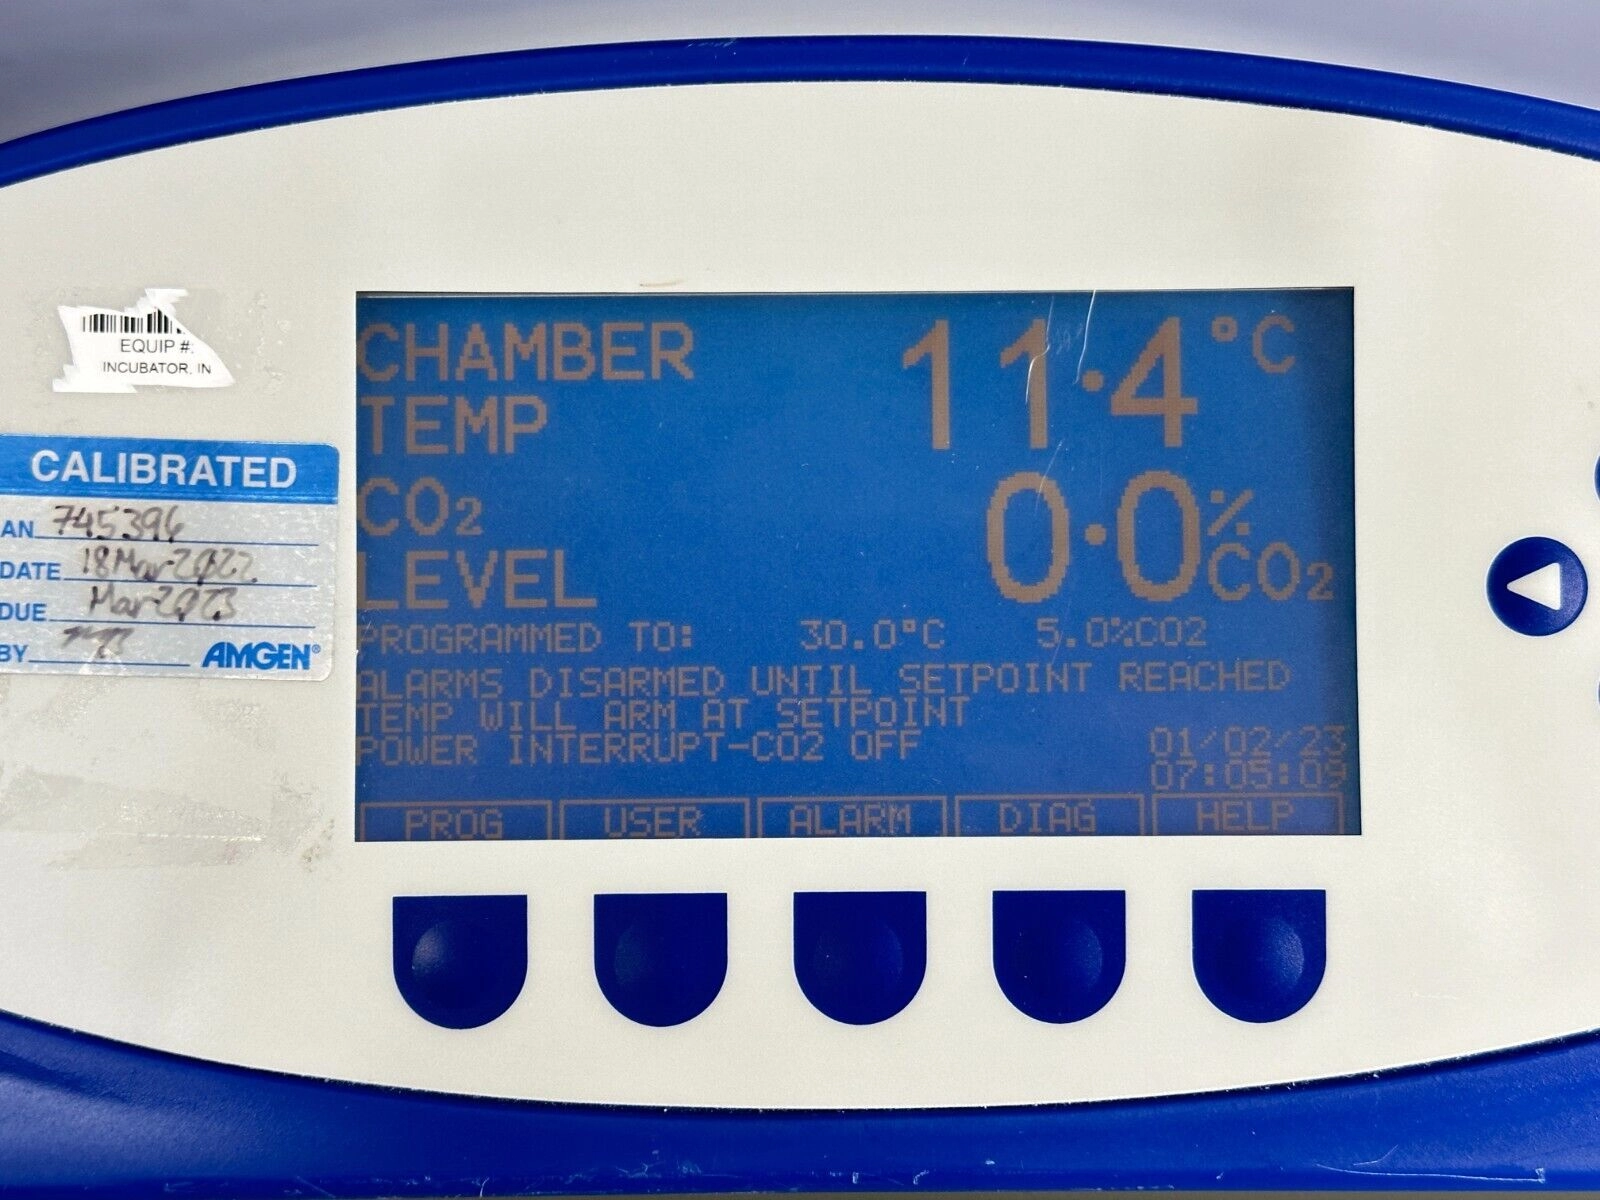 EQUIP #:
INCUBATOR, IN
CALIBRATED
AN 745396
DATE 18Mar2022
DUE Mar2023
BY
AMGEN®
CHAMBER TEMP 11.4 °C
CO2 LEVEL 0.0 % CO2
PROGRAMMED TO: 30.0°C 5.0%CO2
ALARMS DISARMED UNTIL SETPOINT REACHED
TEMP WILL ARM AT SETPOINT
POWER INTERRUPT-CO2 OFF
01/02/23
07:05:09
PROG USER ALARM DIAG HELP